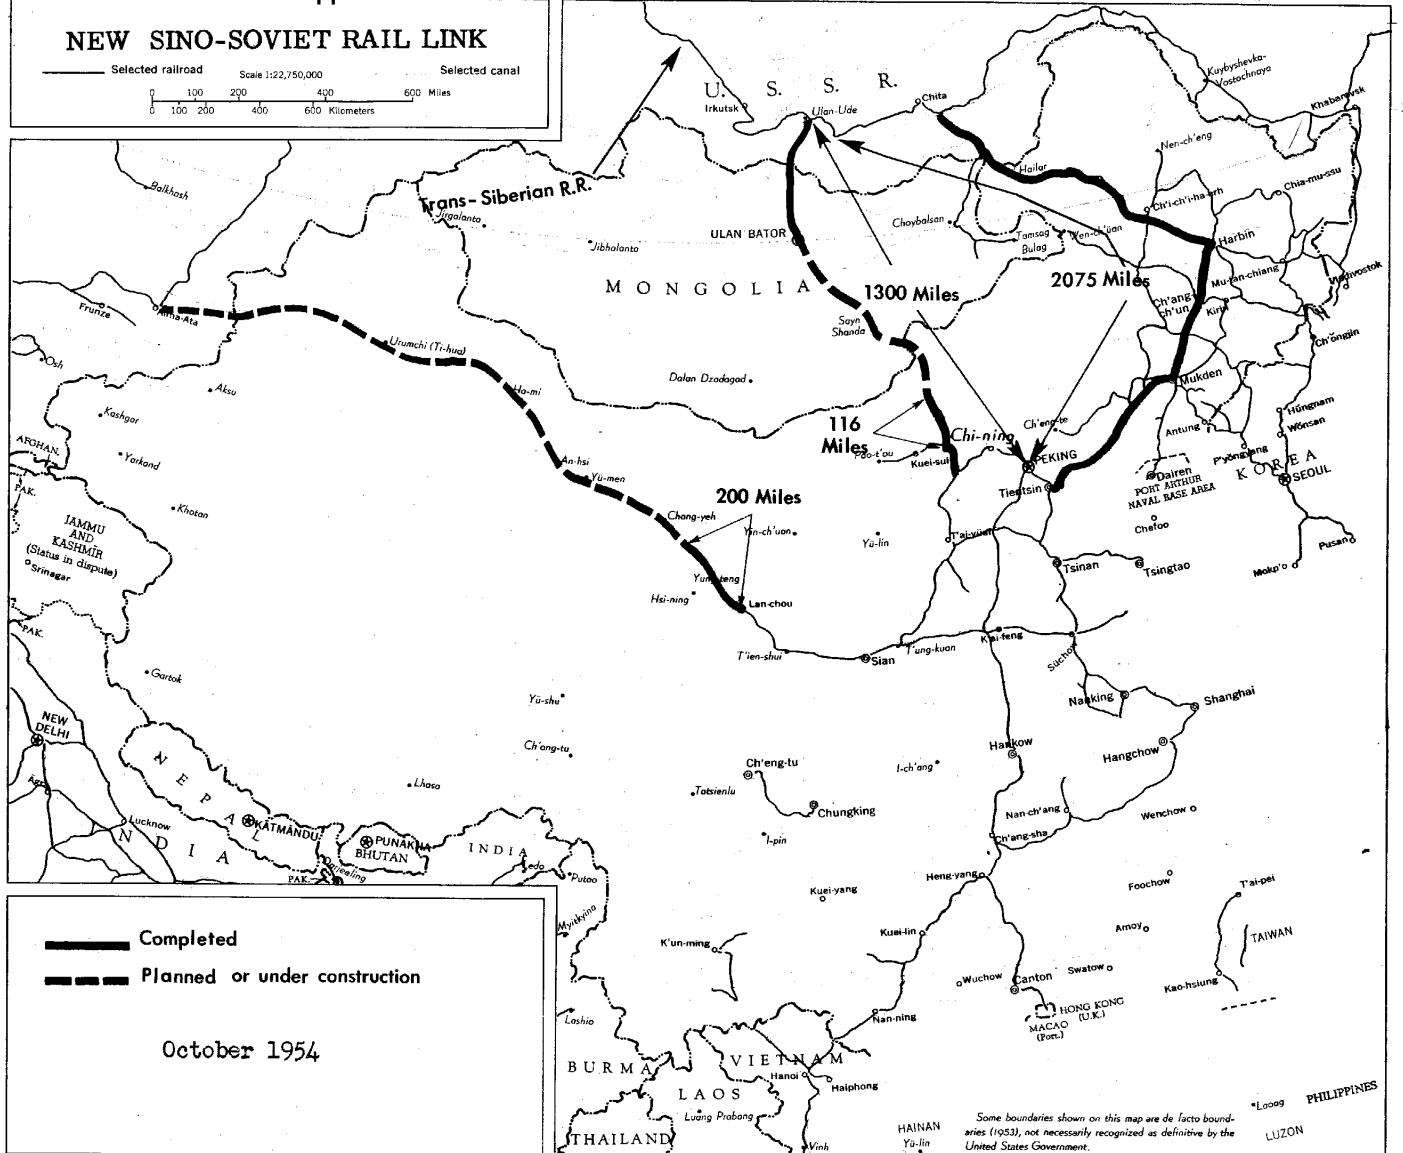 NEW SINO-SOVIET RAIL LINK
Selected railroad
Scale 1:22,750,000
Selected canal
0 100 200 400 600 Miles
0 100 200 400 600 Kilometers
U. S. S. R.
Irkutsk
Ulan-Ude
Chita
Kuybyshevka-
Vostochnaya
Khabarovsk
Nen-ch'eng
Hailar
Chia-mu-ssu
Balkhash
Trans-Siberian R.R.
Jirgalanta
Jibhalanta
ULAN BATOR
Choybalsan
Tamsag
Bulag
Wen-ch'üan
Ch'i-ch'i-ha-erh
Harbin
Mu-tan-chiang
Vladivostok
MONGOLIA
1300 Miles
2075 Miles
Ch'ang-
ch'un
Kirin
Frunze
Alma-Ata
Sayn
Shanda
Ch'ŏngjin
Osh
Urumchi (Ti-hua)
Aksu
Ha-mi
Dalan Dzadagad
Mukden
Kashgar
116
Miles
Ch'eng-te
Chi-ning
Antung
Hŭngnam
Wŏnsan
AFGHAN.
Yarkand
An-hsi
Yü-men
Pao-t'ou
Kuei-sui
PEKING
P'yŏngyang
KOREA
SEOUL
PAK.
Tientsin
Dairen
PORT ARTHUR
NAVAL BASE AREA
200 Miles
Khotan
JAMMU
AND
KASHMIR
(Status in dispute)
Srinagar
Chang-yeh
Yin-ch'uan
Yü-lin
T'ai-yüan
Chefoo
Pusan
Tsinan
Tsingtao
Mokp'o
Yung-teng
Hsi-ning
Lan-chou
PAK.
T'ien-shui
Sian
T'ung-kuan
K'ai-feng
Süchow
Gartok
Yü-shu
Nanking
Shanghai
NEW
DELHI
Ch'ang-tu
Hankow
Hangchow
NEPAL
Lhasa
Ch'eng-tu
Tatsienlu
Chungking
I-ch'ang
Nan-ch'ang
Wenchow
Agra
Lucknow
KATMANDU
PUNAKHA
BHUTAN
INDIA
I-pin
Ch'ang-sha
INDIA
Darjeeling
PAK.
Ledo
Putao
Kuei-yang
Heng-yang
Foochow
T'ai-pei
Myitkyina
K'un-ming
Kuei-lin
Amoy
TAIWAN
Completed
Planned or under construction
Wuchow
Canton
Swatow
Kao-hsiung
October 1954
Lashio
Nan-ning
HONG KONG
(U.K.)
MACAO
(Port.)
BURMA
VIETNAM
Hanoi
Haiphong
LAOS
Luang Prabang
THAILAND
Vinh
HAINAN
Yü-lin
Laoag
PHILIPPINES
LUZON
Some boundaries shown on this map are de facto bound-
aries (1953), not necessarily recognized as definitive by the
United States Government.